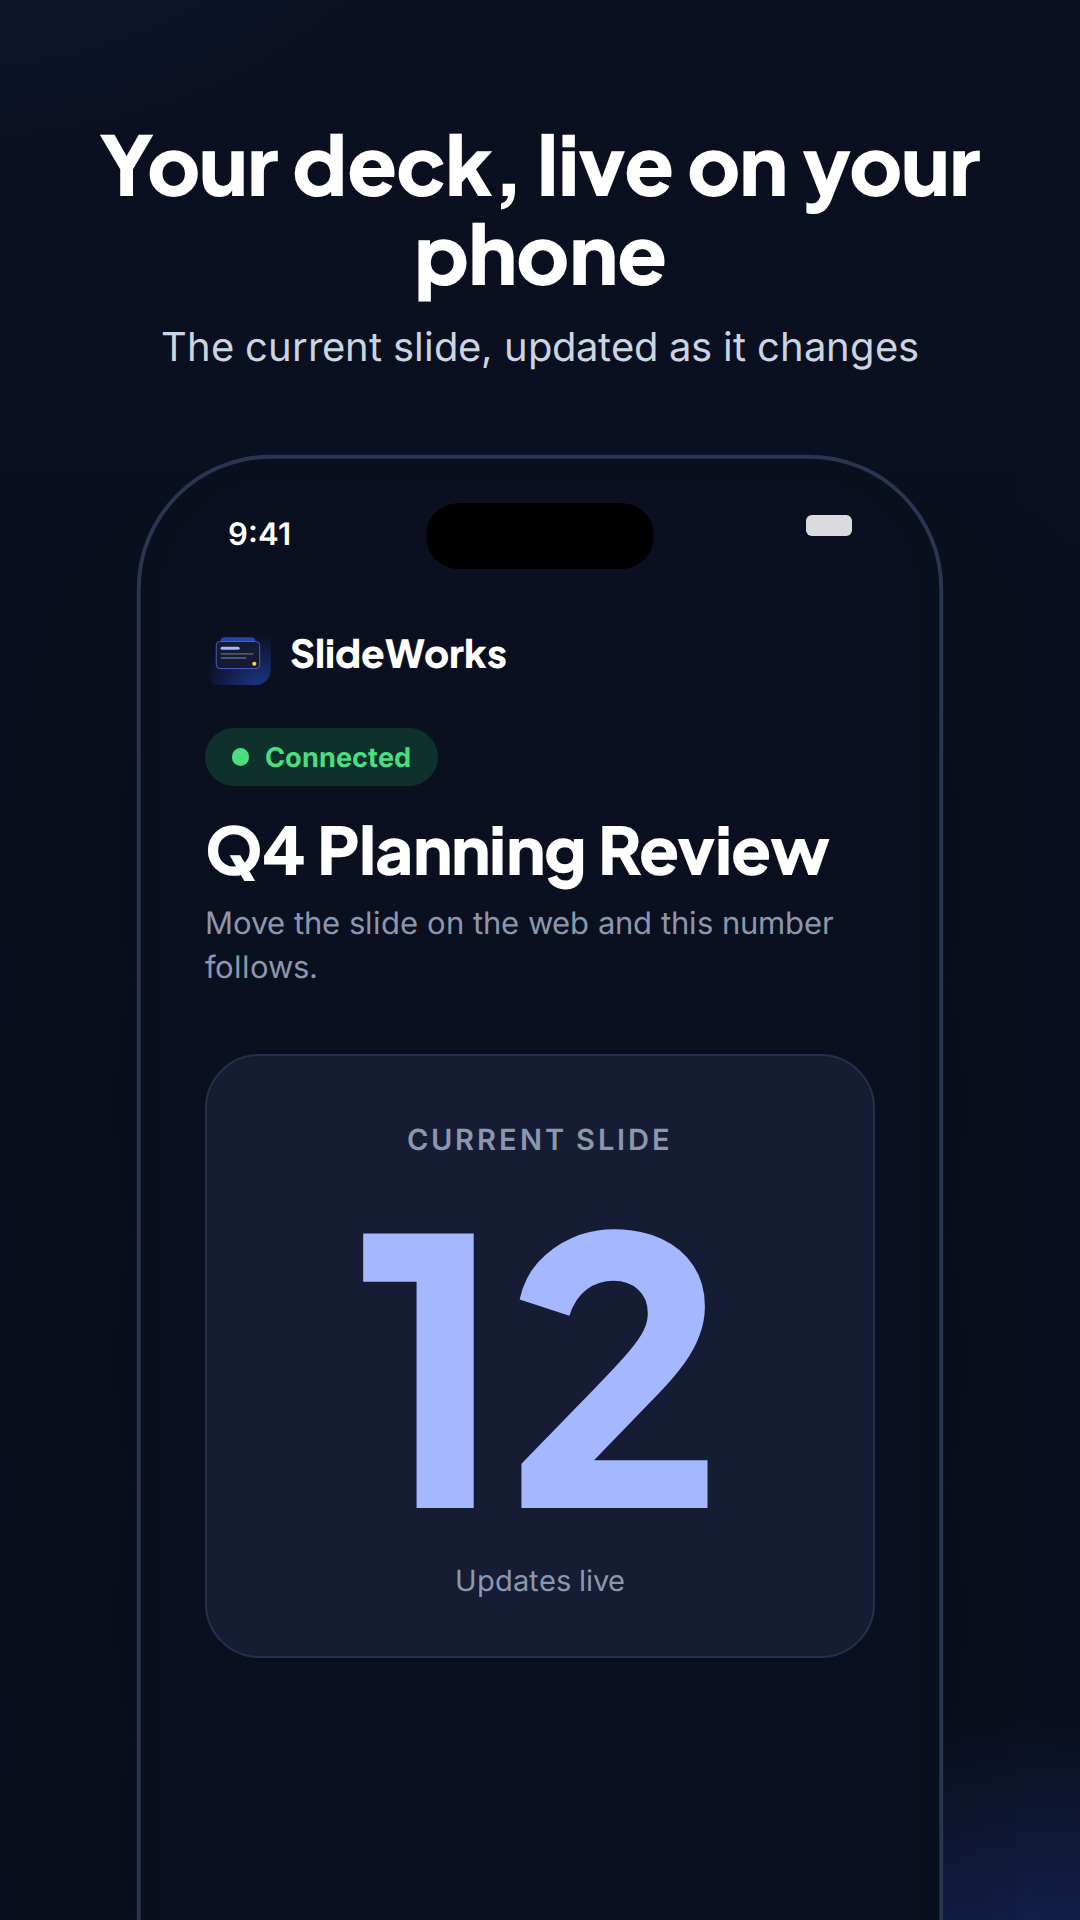 Your deck, live on your
phone
The current slide, updated as it changes
9:41
SlideWorks
Connected
Q4 Planning Review
Move the slide on the web and this number
follows.
CURRENT SLIDE
12
Updates live